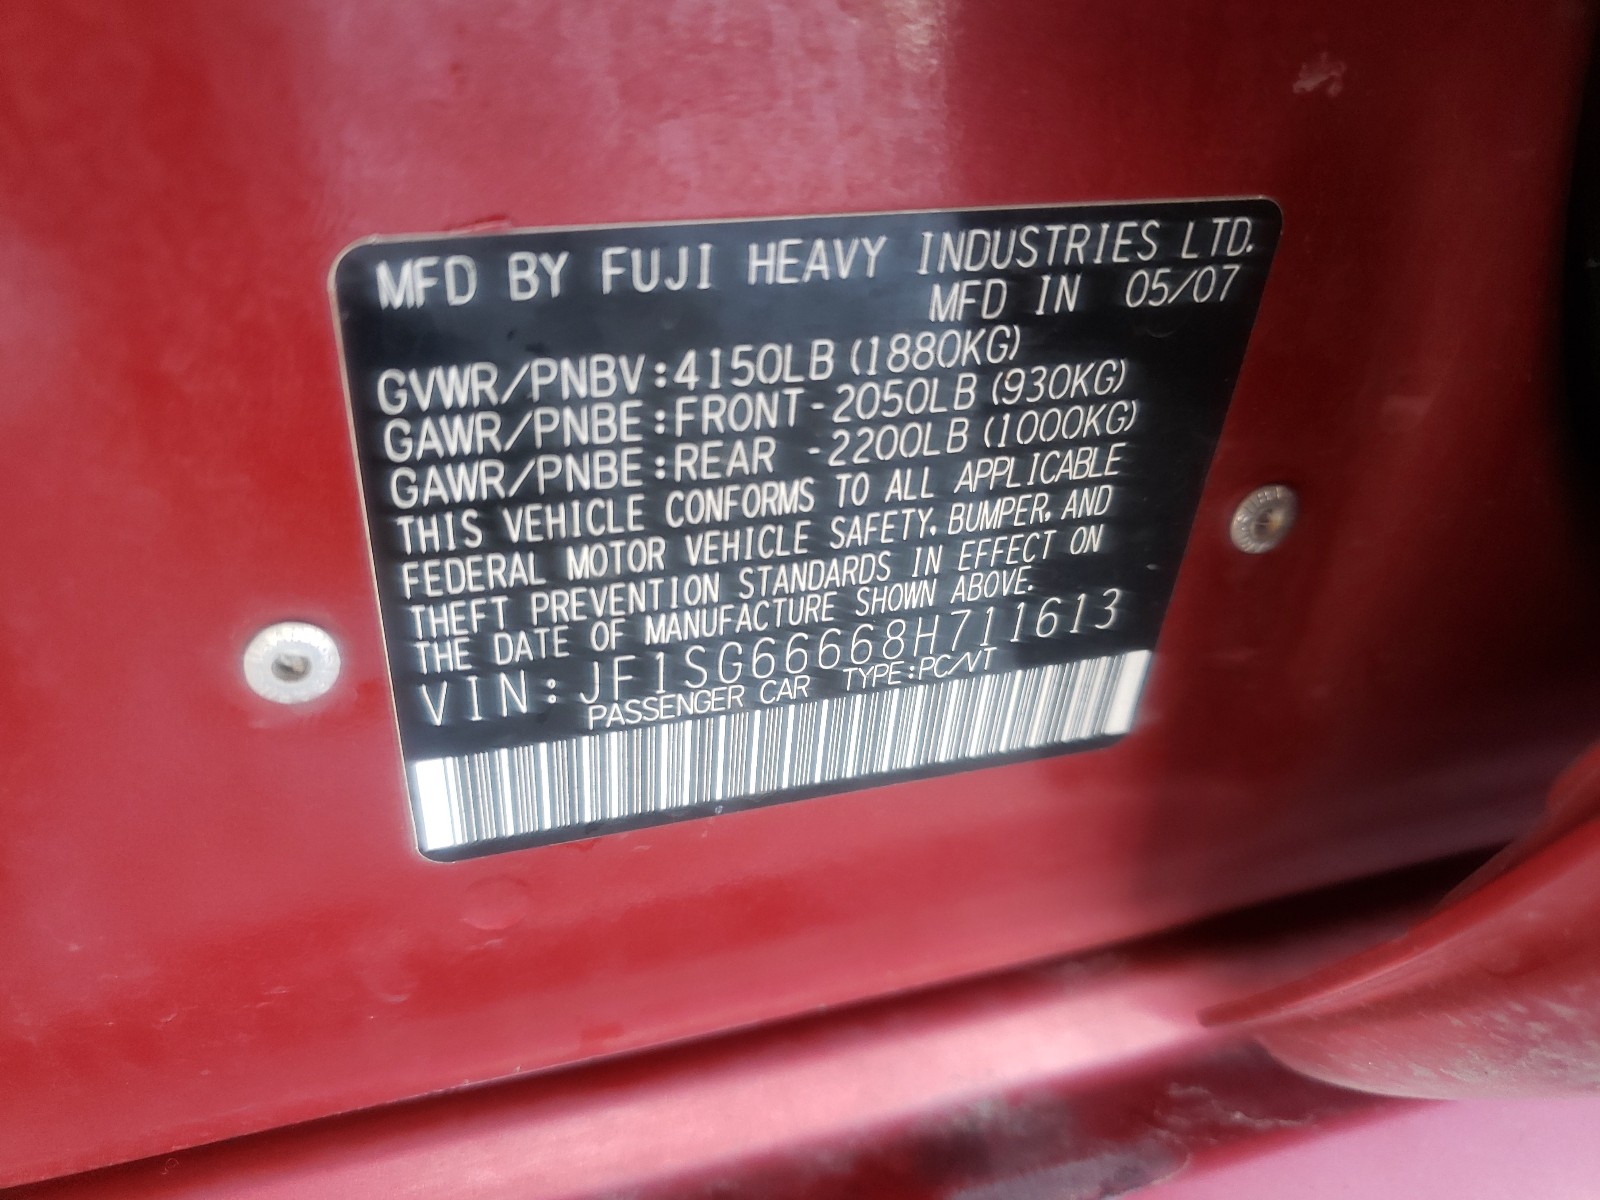 MFD BY FUJI HEAVY INDUSTRIES LTD.
MFD IN 05/07
GVWR/PNBV:4150LB (1880KG)
GAWR/PNBE:FRONT-2050LB (930KG)
GAWR/PNBE:REAR -2200LB (1000KG)
THIS VEHICLE CONFORMS TO ALL APPLICABLE
FEDERAL MOTOR VEHICLE SAFETY, BUMPER, AND
THEFT PREVENTION STANDARDS IN EFFECT ON
THE DATE OF MANUFACTURE SHOWN ABOVE.
VIN: JF1SG66668H711613
PASSENGER CAR TYPE:PC/VT